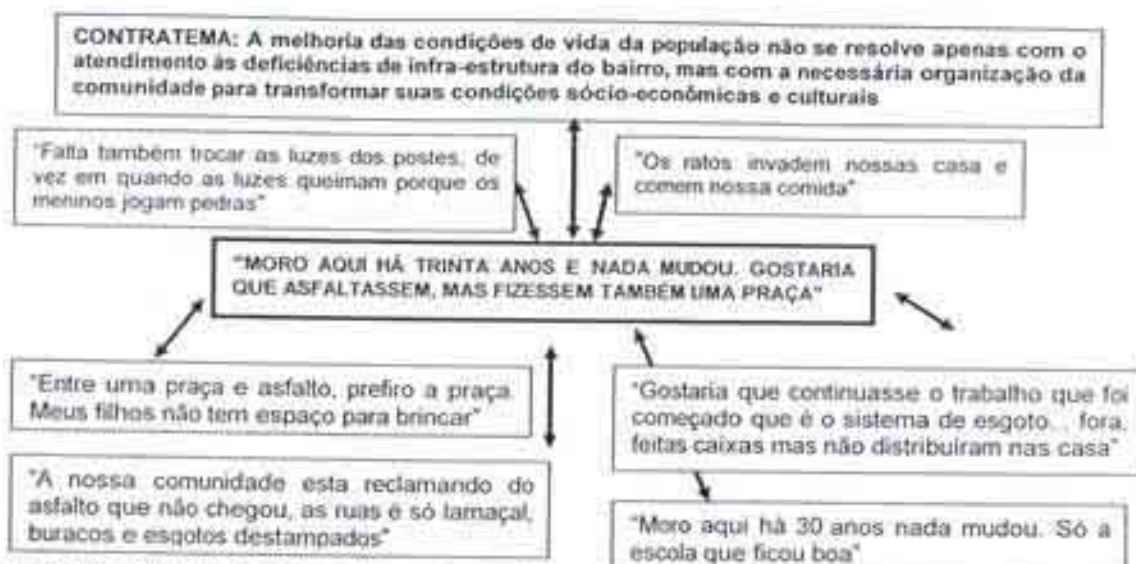 CONTRATEMA: A melhoria das condições de vida da população não se resolve apenas com o
atendimento às deficiências de infra-estrutura do bairro, mas com a necessária organização da
comunidade para transformar suas condições sócio-econômicas e culturais
"Falta também trocar as luzes dos postes, de
vez em quando as luzes queimam porque os
meninos jogam pedras"
"Os ratos invadem nossas casa e
comem nossa comida"
"MORO AQUI HÁ TRINTA ANOS E NADA MUDOU. GOSTARIA
QUE ASFALTASSEM, MAS FIZESSEM TAMBÉM UMA PRAÇA"
"Entre uma praça e asfalto, prefiro a praça.
Meus filhos não tem espaço para brincar"
"Gostaria que continuasse o trabalho que foi
começado que é o sistema de esgoto... fora,
feitas caixas mas não distribuíram nas casa"
"A nossa comunidade esta reclamando do
asfalto que não chegou, as ruas é só lamaçal,
buracos e esgotos destampados"
"Moro aqui há 30 anos nada mudou. Só a
escola que ficou boa"